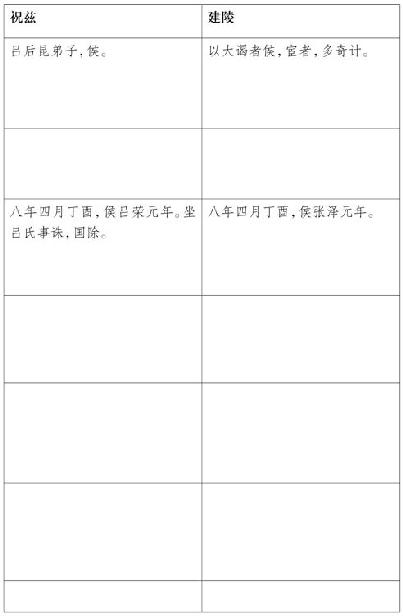 祝兹
建陵
吕后昆弟子,侯。
以大谒者侯,宦者,多奇计。
八年四月丁酉,侯吕荣元年。坐
吕氏事诛,国除。
八年四月丁酉,侯张泽元年。